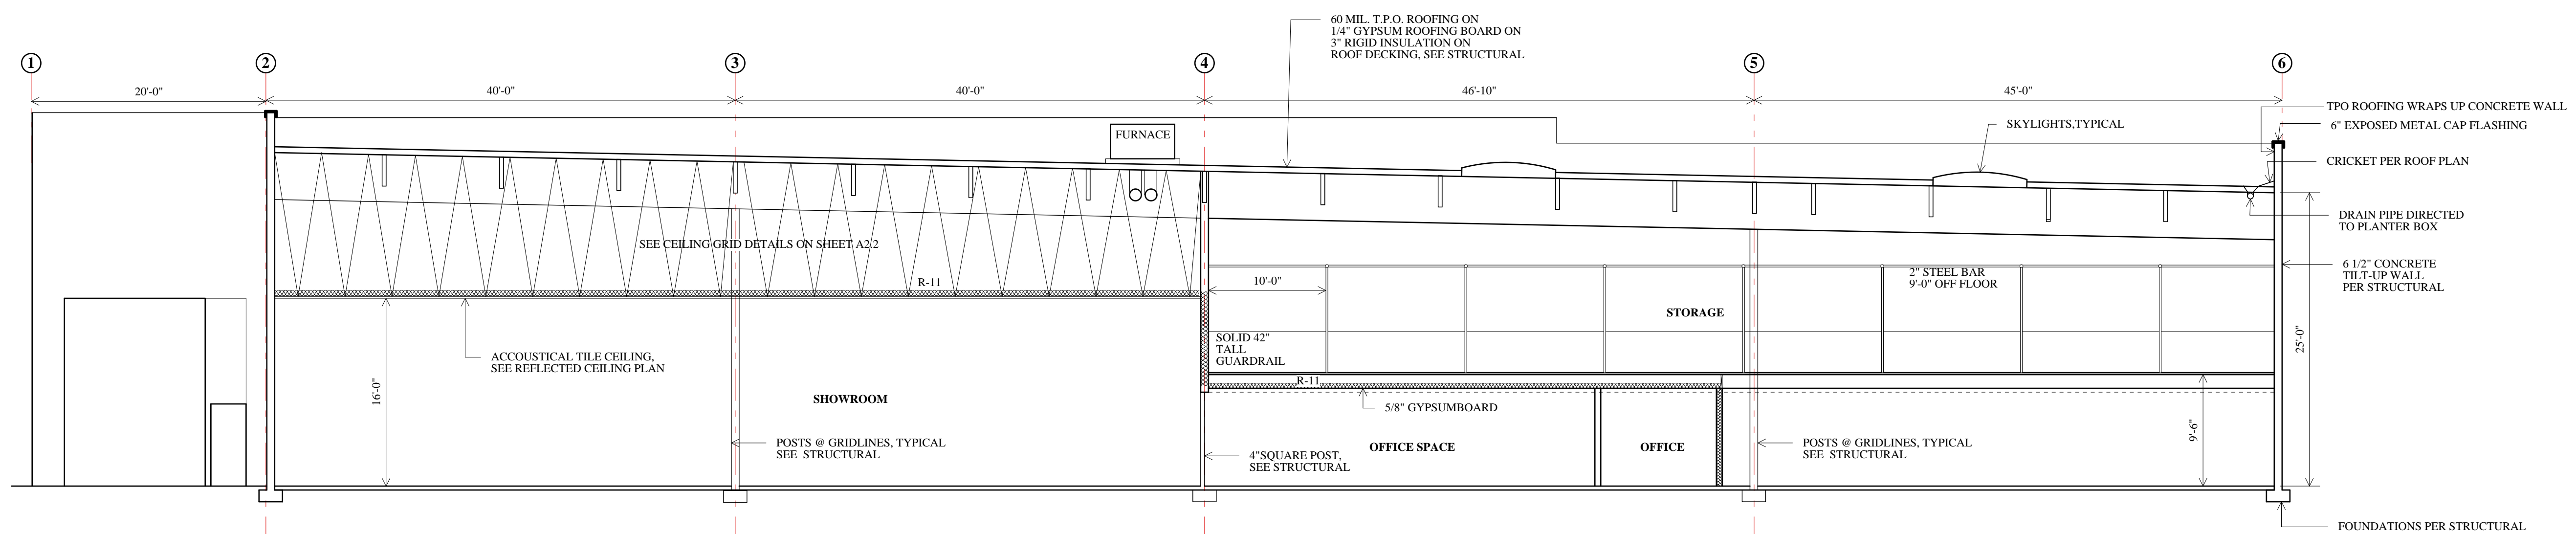 60 MIL. T.P.O. ROOFING ON
1/4" GYPSUM ROOFING BOARD ON
3" RIGID INSULATION ON
ROOF DECKING, SEE STRUCTURAL
1
2
3
4
5
6
20'-0"
40'-0"
40'-0"
46'-10"
45'-0"
TPO ROOFING WRAPS UP CONCRETE WALL
6" EXPOSED METAL CAP FLASHING
SKYLIGHTS,TYPICAL
FURNACE
CRICKET PER ROOF PLAN
DRAIN PIPE DIRECTED
TO PLANTER BOX
SEE CEILING GRID DETAILS ON SHEET A2.2
6 1/2" CONCRETE
TILT-UP WALL
PER STRUCTURAL
R-11
10'-0"
2" STEEL BAR
9'-0" OFF FLOOR
STORAGE
SOLID 42"
TALL
GUARDRAIL
25'-0"
ACCOUSTICAL TILE CEILING,
SEE REFLECTED CEILING PLAN
16'-0"
SHOWROOM
R-11
5/8" GYPSUMBOARD
9'-6"
POSTS @ GRIDLINES, TYPICAL
SEE STRUCTURAL
4"SQUARE POST,
SEE STRUCTURAL
OFFICE SPACE
OFFICE
POSTS @ GRIDLINES, TYPICAL
SEE STRUCTURAL
FOUNDATIONS PER STRUCTURAL